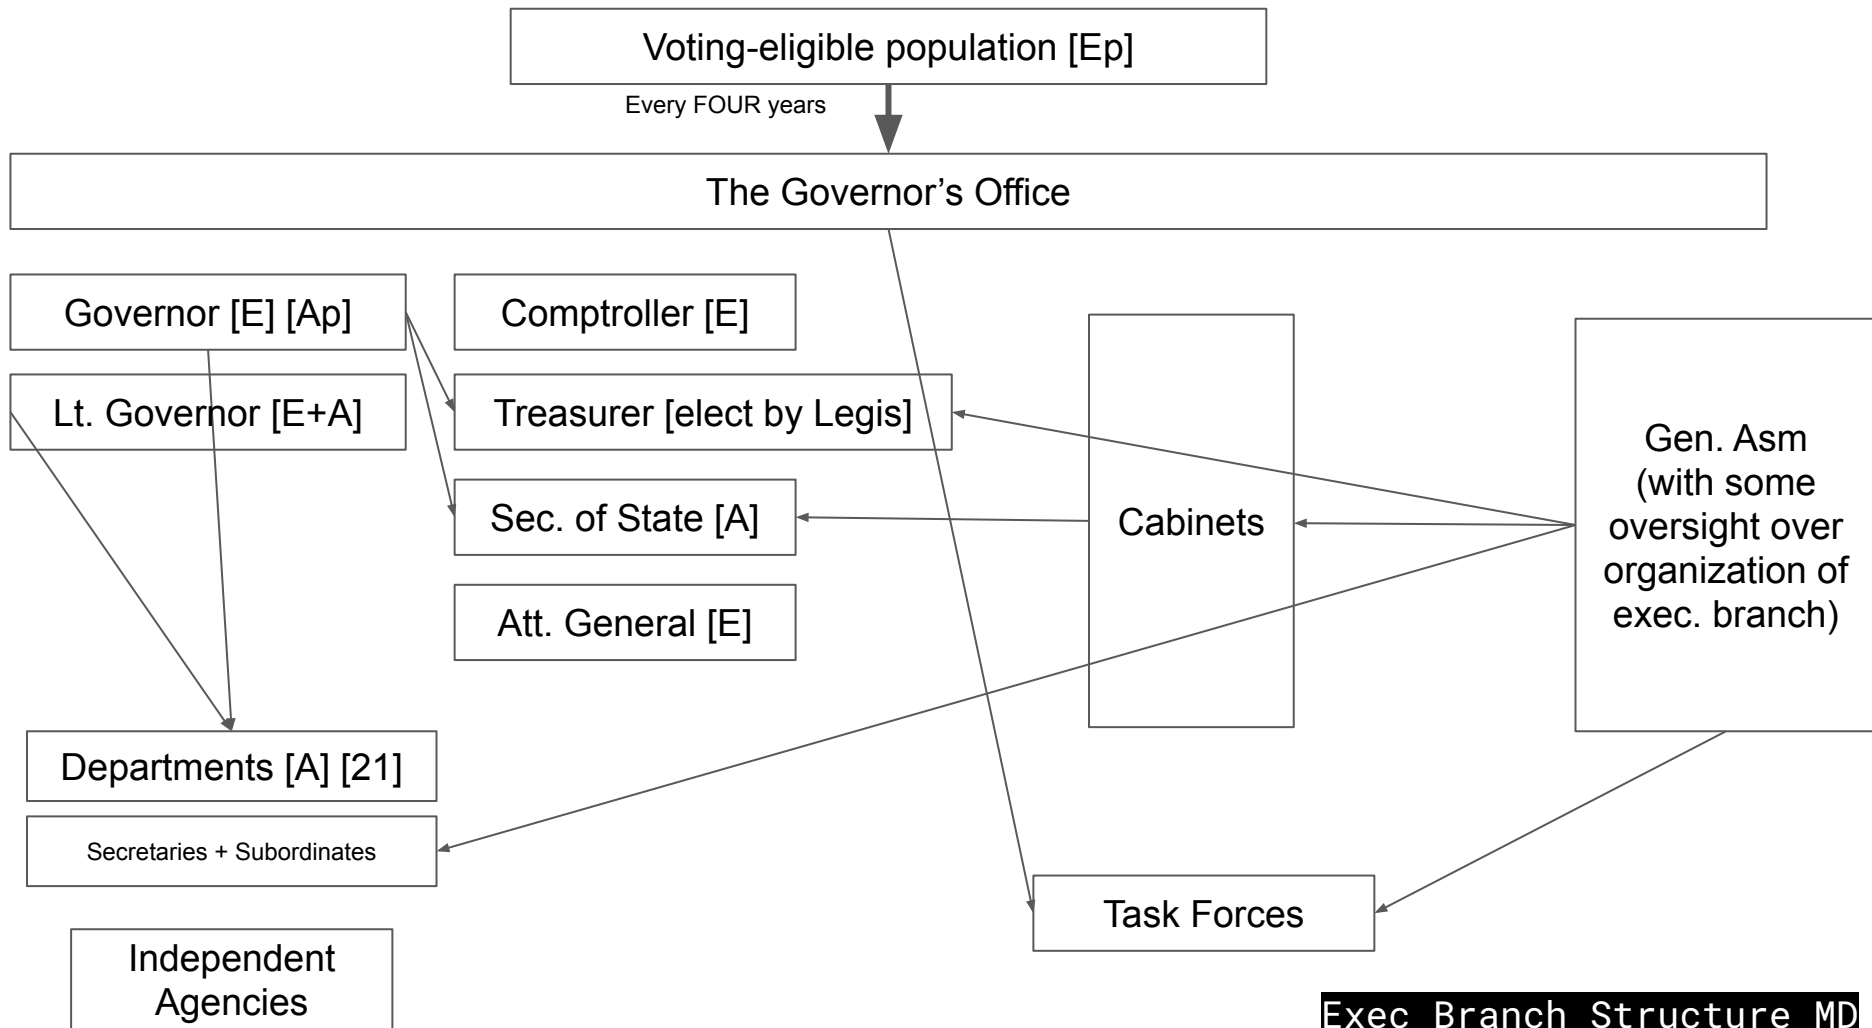 Voting-eligible population [Ep]
Every FOUR years
The Governor’s Office
Governor [E] [Ap]
Comptroller [E]
Lt. Governor [E+A]
Treasurer [elect by Legis]
Sec. of State [A]
Att. General [E]
Cabinets
Gen. Asm
(with some
oversight over
organization of
exec. branch)
Departments [A] [21]
Secretaries + Subordinates
Task Forces
Independent
Agencies
Exec Branch Structure MD